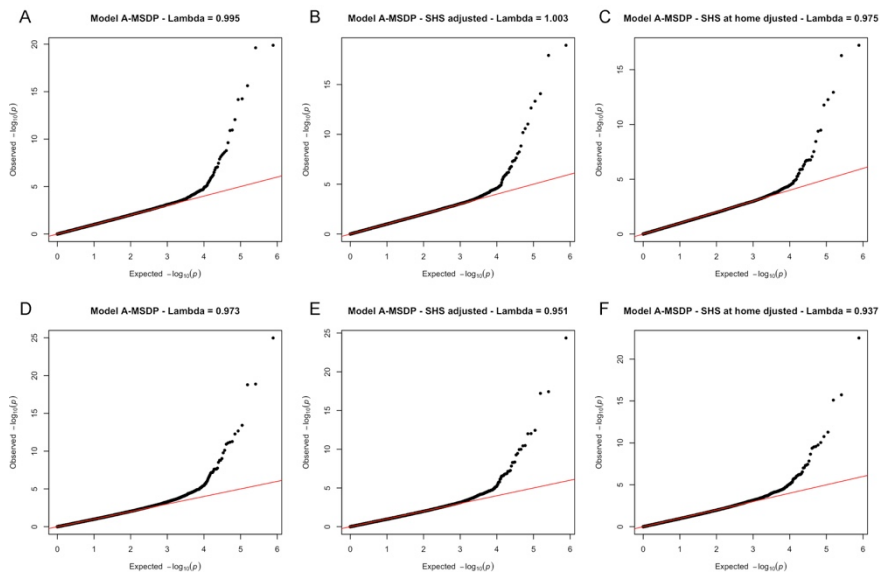 A
Model A-MSDP - Lambda = 0.995
Observed −log10(p)
20
15
10
5
0
0 1 2 3 4 5 6
Expected −log10(p)
B
Model A-MSDP - SHS adjusted - Lambda = 1.003
Observed −log10(p)
15
10
5
0
0 1 2 3 4 5 6
Expected −log10(p)
C
Model A-MSDP - SHS at home djusted - Lambda = 0.975
Observed −log10(p)
15
10
5
0
0 1 2 3 4 5 6
Expected −log10(p)
D
Model A-MSDP - Lambda = 0.973
Observed −log10(p)
25
20
15
10
5
0
0 1 2 3 4 5 6
Expected −log10(p)
E
Model A-MSDP - SHS adjusted - Lambda = 0.951
Observed −log10(p)
25
20
15
10
5
0
0 1 2 3 4 5 6
Expected −log10(p)
F
Model A-MSDP - SHS at home djusted - Lambda = 0.937
Observed −log10(p)
20
15
10
5
0
0 1 2 3 4 5 6
Expected −log10(p)